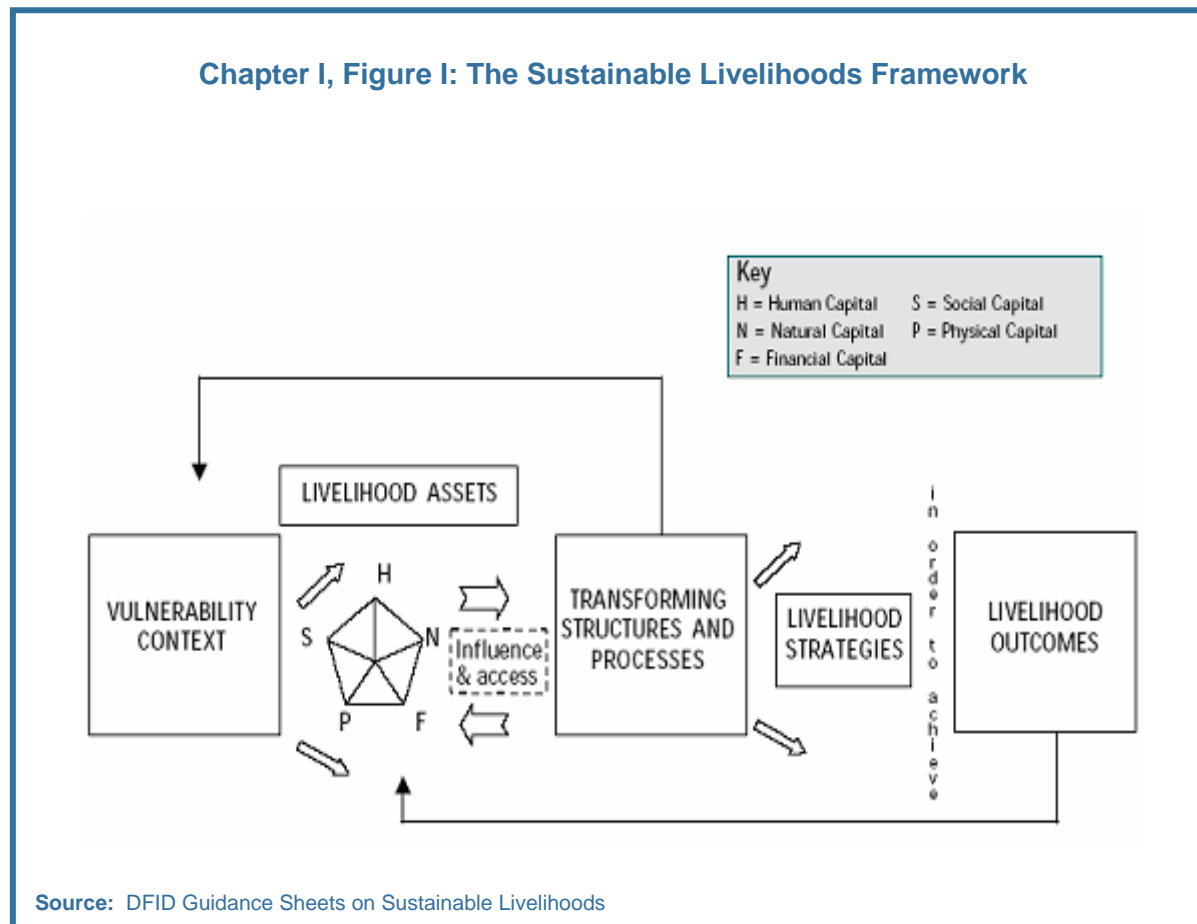 Chapter I, Figure I: The Sustainable Livelihoods Framework
Key
H = Human Capital S = Social Capital
N = Natural Capital P = Physical Capital
F = Financial Capital
LIVELIHOOD ASSETS
VULNERABILITY
CONTEXT
H
S
N
P
F
Influence
& access
TRANSFORMING
STRUCTURES AND
PROCESSES
LIVELIHOOD
STRATEGIES
in order to achieve
LIVELIHOOD
OUTCOMES
Source: DFID Guidance Sheets on Sustainable Livelihoods